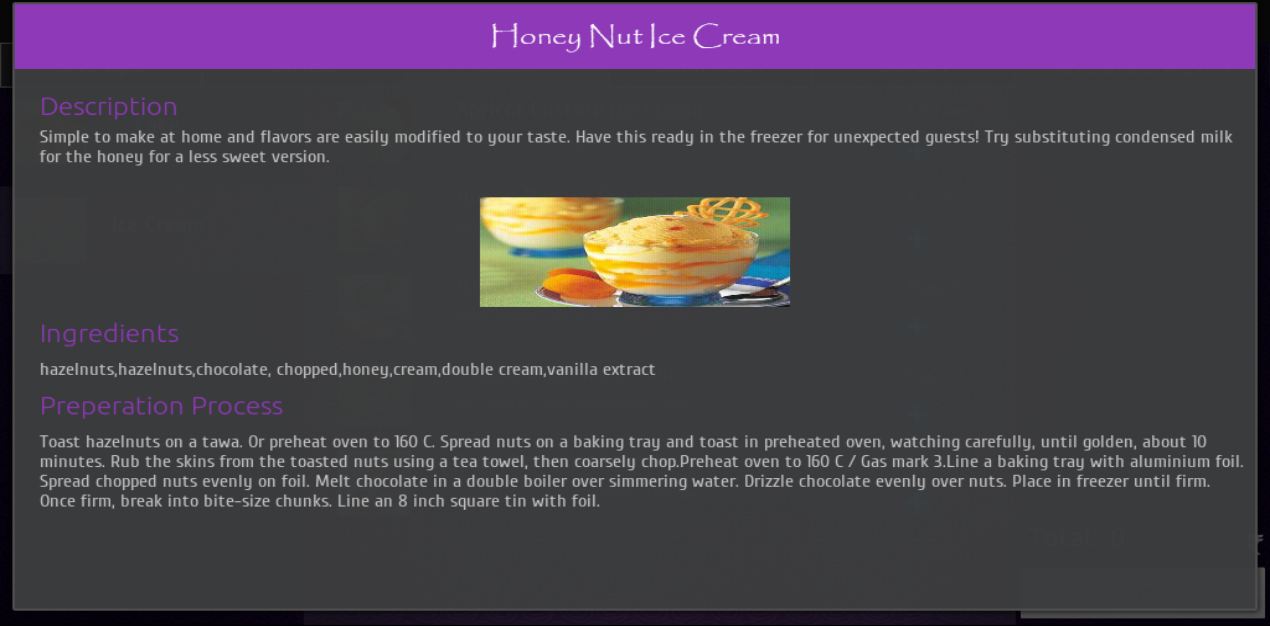 Honey Nut Ice Cream
Description
Simple to make at home and flavors are easily modified to your taste. Have this ready in the freezer for unexpected guests! Try substituting condensed milk
for the honey for a less sweet version.
Ice Cream
Ingredients
hazelnuts,hazelnuts,chocolate, chopped,honey,cream,double cream,vanilla extract
Preperation Process
Toast hazelnuts on a tawa. Or preheat oven to 160 C. Spread nuts on a baking tray and toast in preheated oven, watching carefully, until golden, about 10
minutes. Rub the skins from the toasted nuts using a tea towel, then coarsely chop.Preheat oven to 160 C / Gas mark 3.Line a baking tray with aluminium foil.
Spread chopped nuts evenly on foil. Melt chocolate in a double boiler over simmering water. Drizzle chocolate evenly over nuts. Place in freezer until firm.
Once firm, break into bite-size chunks. Line an 8 inch square tin with foil.
Total: 0